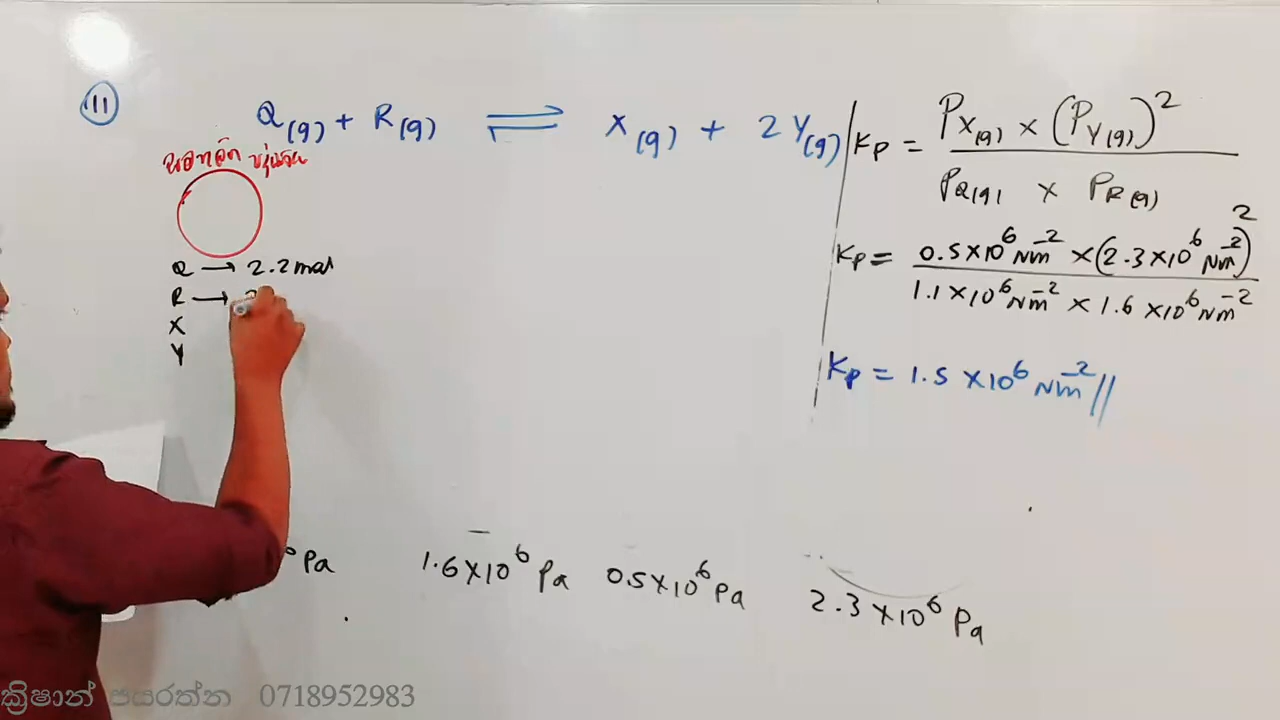 III
Q(g) + R(g) ⇌ X(g) + 2Y(g)
Kp = PX(g) × (PY(g))²
PQ(g) × PR(g)
Kp = 0.5×10⁶ Nm⁻² × (2.3×10⁶ Nm⁻²)²
1.1×10⁶ Nm⁻² × 1.6×10⁶ Nm⁻²
Kp = 1.5×10⁶ Nm⁻² //
Q → 2.2 mol
R →
X
Y
Pa 1.6×10⁶ Pa 0.5×10⁶ Pa 2.3×10⁶ Pa
ක්‍රිෂාන් ජයරත්න 0718952983